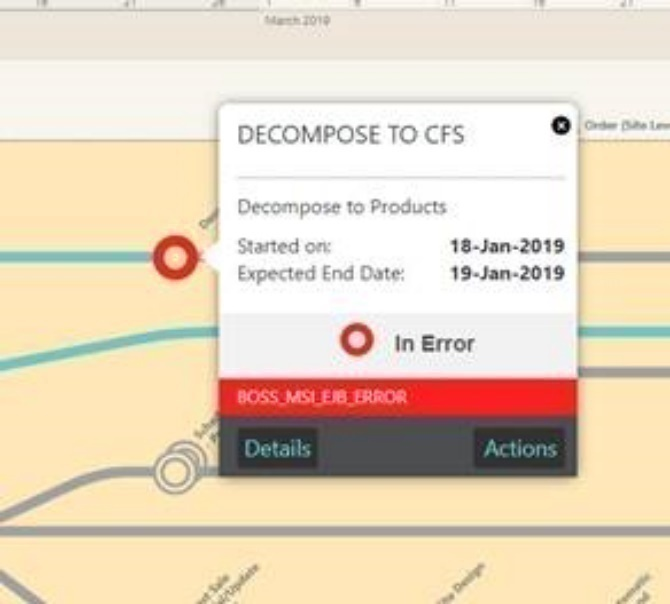 March 2019
Order (Site Lev
DECOMPOSE TO CFS
Decompose to Products
Started on: 18-Jan-2019
Expected End Date: 19-Jan-2019
In Error
BOSS_MSI_EJB_ERROR
Details Actions